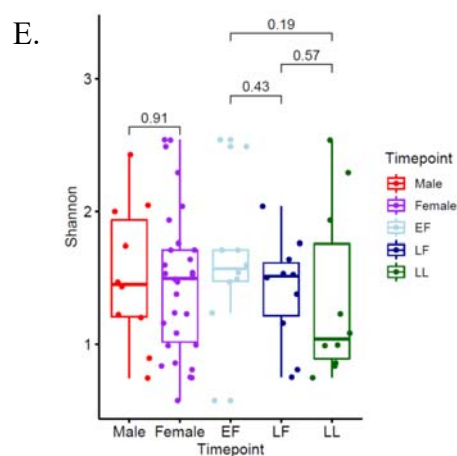 E.
0.19
0.57
0.43
0.91
3
2
1
Shannon
Male Female EF LF LL
Timepoint
Timepoint
Male
Female
EF
LF
LL